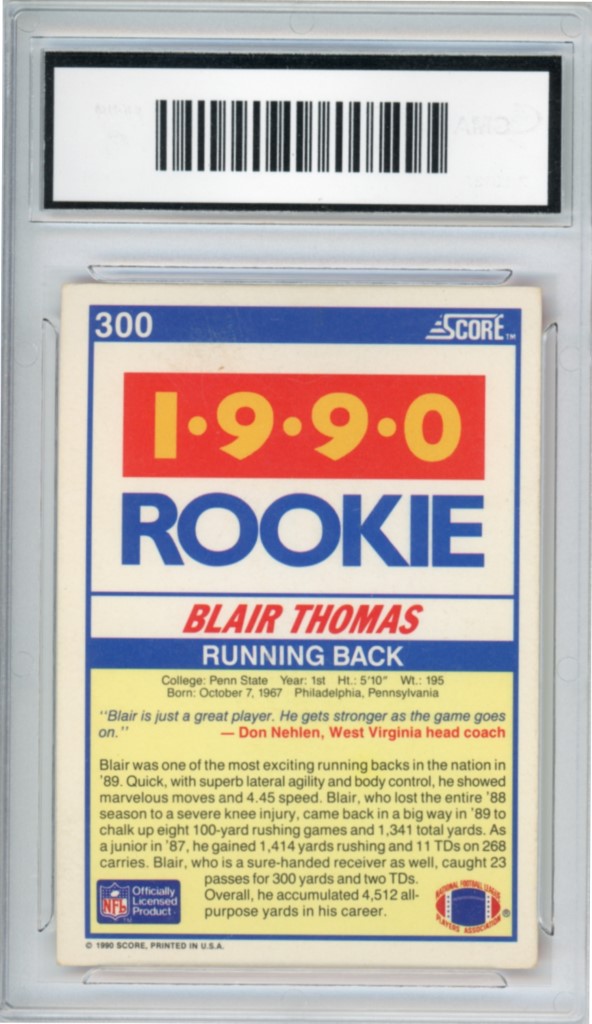 300
SCORE™
1•9•9•0
ROOKIE
BLAIR THOMAS
RUNNING BACK
College: Penn State Year: 1st Ht.: 5'10" Wt.: 195
Born: October 7, 1967 Philadelphia, Pennsylvania
"Blair is just a great player. He gets stronger as the game goes
on." — Don Nehlen, West Virginia head coach
Blair was one of the most exciting running backs in the nation in
'89. Quick, with superb lateral agility and body control, he showed
marvelous moves and 4.45 speed. Blair, who lost the entire '88
season to a severe knee injury, came back in a big way in '89 to
chalk up eight 100-yard rushing games and 1,341 total yards. As
a junior in '87, he gained 1,414 yards rushing and 11 TDs on 268
carries. Blair, who is a sure-handed receiver as well, caught 23
passes for 300 yards and two TDs.
Overall, he accumulated 4,512 all-
purpose yards in his career.
NFL
Officially
Licensed
Product
NATIONAL FOOTBALL LEAGUE
PLAYERS ASSOCIATION
®
© 1990 SCORE, PRINTED IN U.S.A.